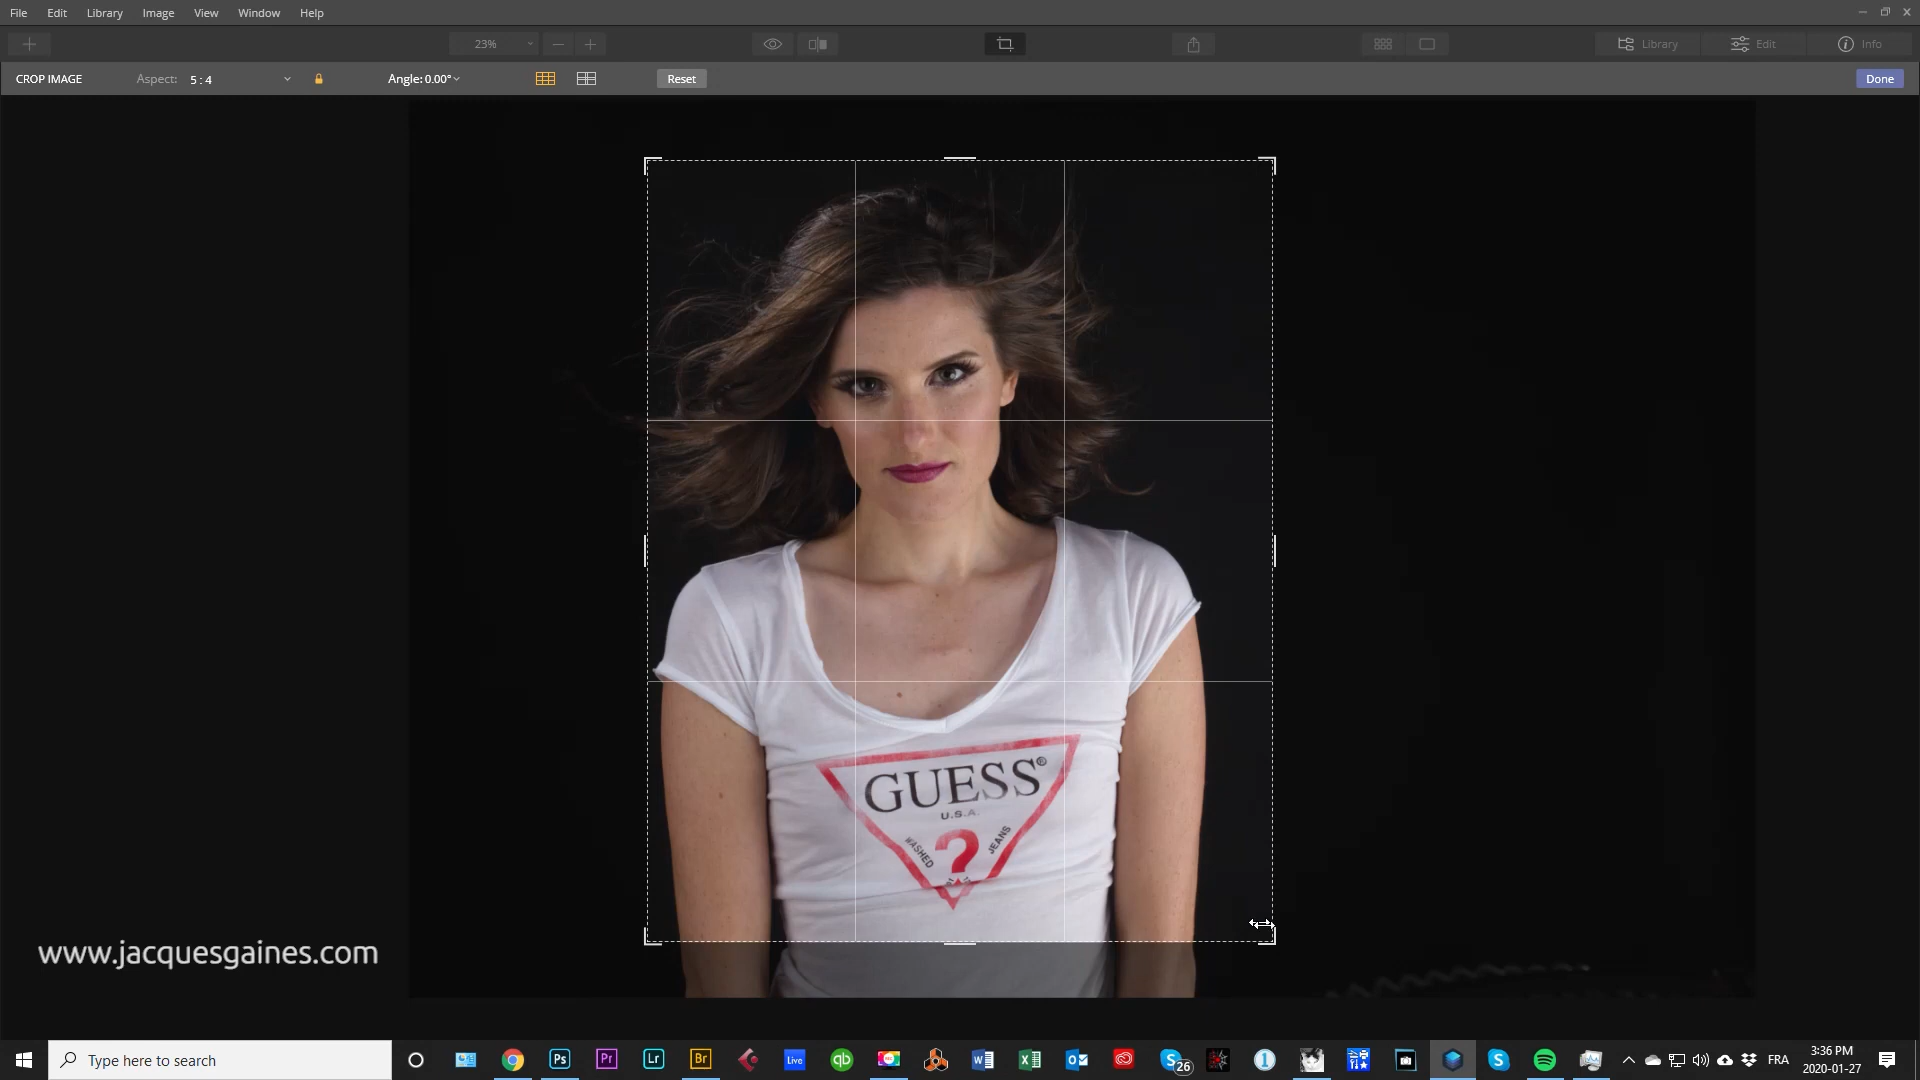 File Edit Library Image View Window Help
23%
Library Edit Info
CROP IMAGE Aspect: 5 : 4 Angle: 0.00° Reset Done
GUESS®
U.S.A.
WASHED ? JEANS
www.jacquesgaines.com
Type here to search
Ps Pr Lr Br Live qb 26 1 FRA
3:36 PM
2020-01-27